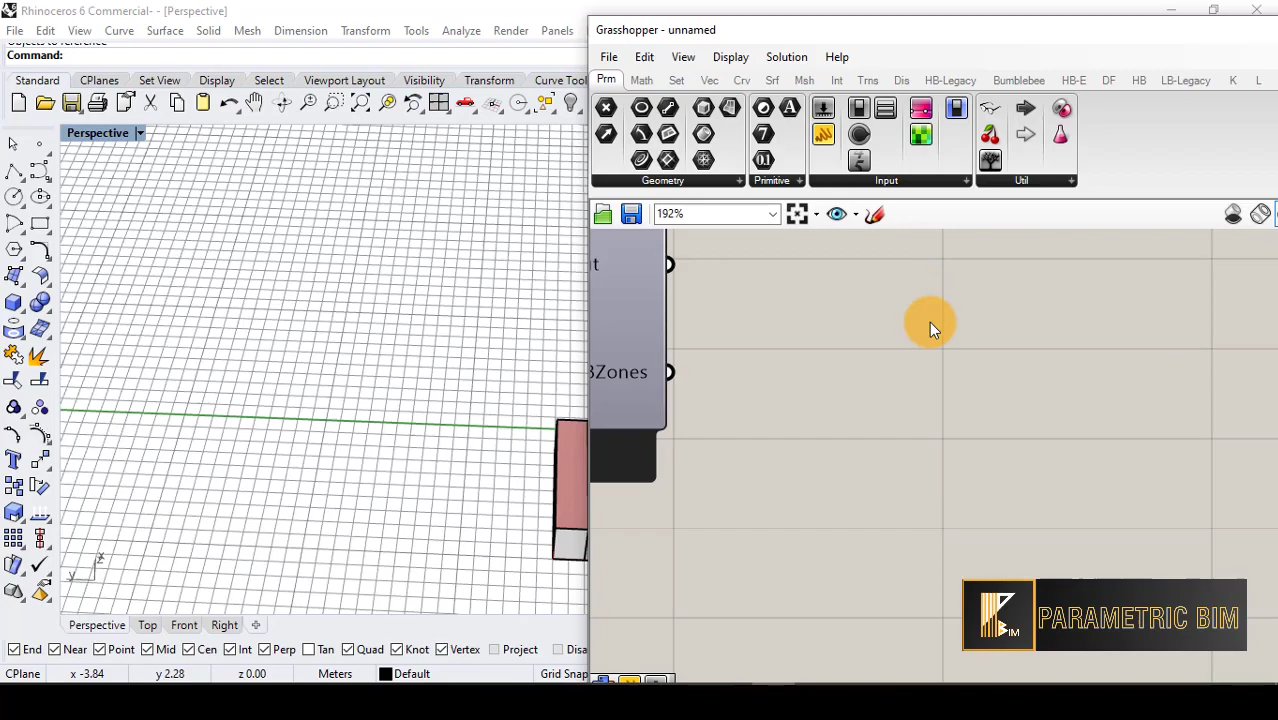 Rhinoceros 6 Commercial- - [Perspective]
File Edit View Curve Surface Solid Mesh Dimension Transform Tools Analyze Render Panels
Command:
Standard CPlanes Set View Display Select Viewport Layout Visibility Transform Curve Tool
Perspective
Perspective Top Front Right
End Near Point Mid Cen Int Perp Tan Quad Knot Vertex Project Disa
CPlane x -3.84 y 2.28 z 0.00 Meters Default Grid Snap
Grasshopper - unnamed
File Edit View Display Solution Help
Prm Math Set Vec Crv Srf Msh Int Trns Dis HB-Legacy Bumblebee HB-E DF HB LB-Legacy K L
Geometry Primitive Input Util
192%
BZones
PARAMETRIC BIM